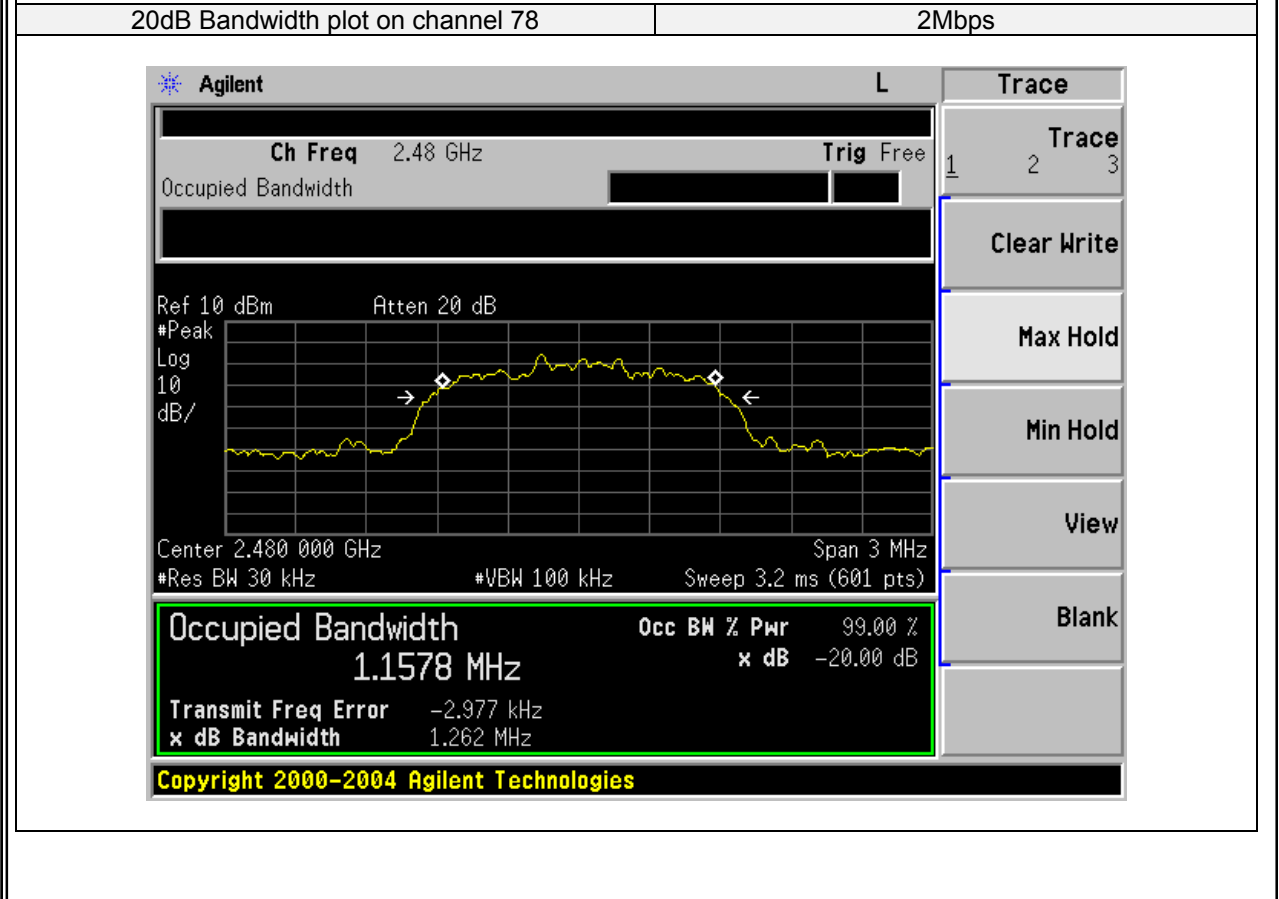 20dB Bandwidth plot on channel 78 2Mbps
Agilent L Trace
Ch Freq 2.48 GHz Trig Free
Occupied Bandwidth
Trace
1 2 3
Clear Write
Ref 10 dBm Atten 20 dB
#Peak
Log
10
dB/
Max Hold
Min Hold
View
Center 2.480 000 GHz Span 3 MHz
#Res BW 30 kHz #VBW 100 kHz Sweep 3.2 ms (601 pts)
Blank
Occupied Bandwidth Occ BW % Pwr 99.00 %
1.1578 MHz x dB -20.00 dB
Transmit Freq Error -2.977 kHz
x dB Bandwidth 1.262 MHz
Copyright 2000-2004 Agilent Technologies